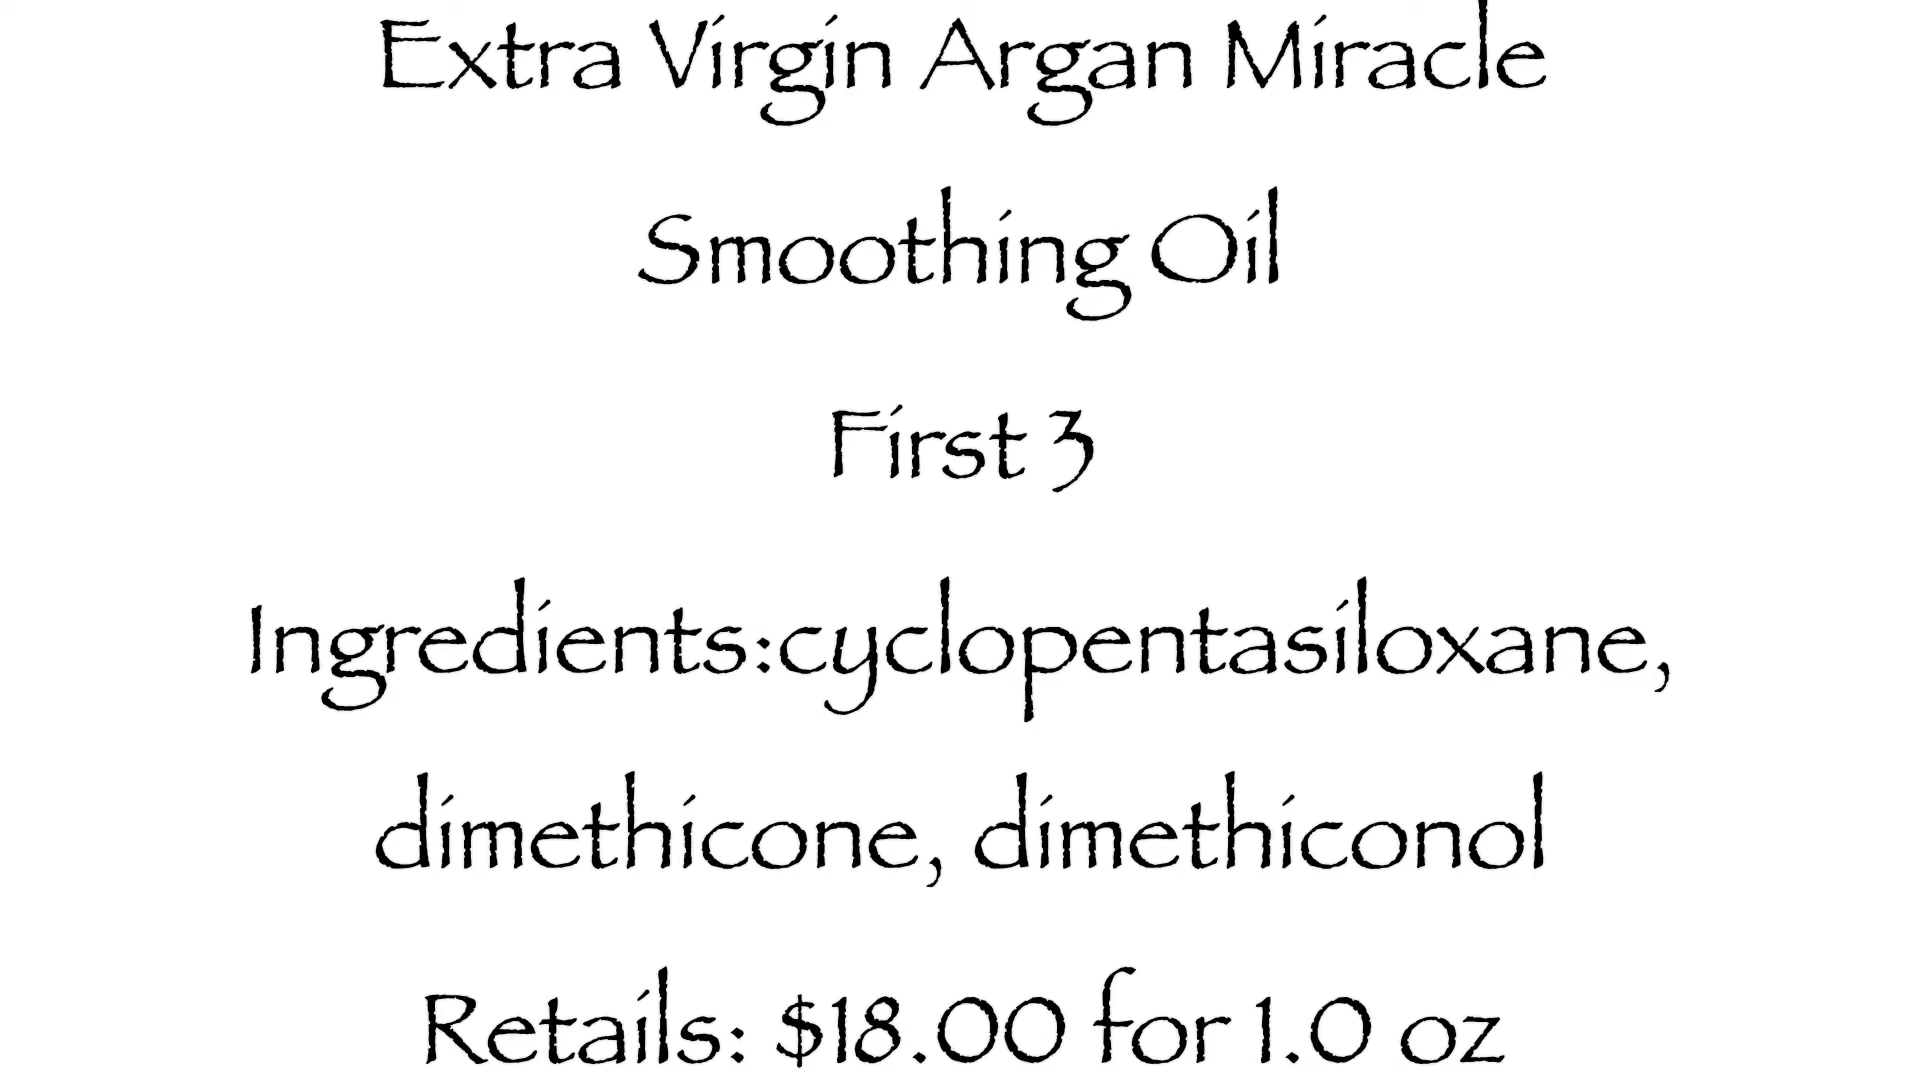 Extra Virgin Argan Miracle
Smoothing Oil
First 3
Ingredients:cyclopentasiloxane,
dimethicone, dimethiconol
Retails: $18.00 for 1.0 oz